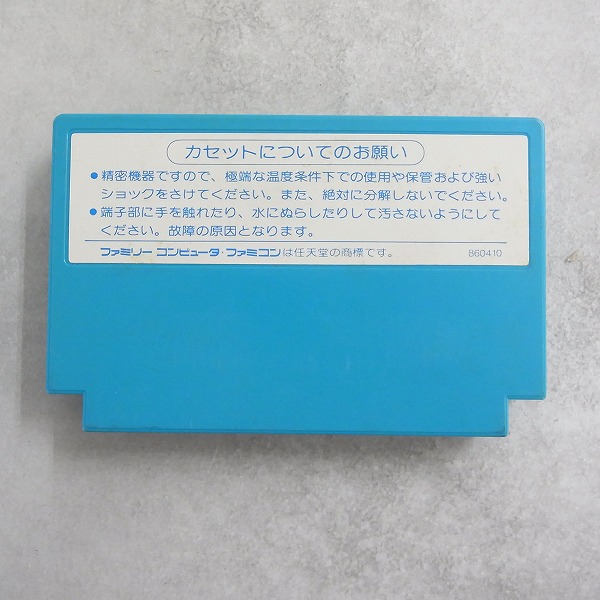 カセットについてのお願い
●精密機器ですので、極端な温度条件下での使用や保管および強い
ショックをさけてください。また、絶対に分解しないでください。
●端子部に手を触れたり、水にぬらしたりして汚さないようにして
ください。故障の原因となります。
ファミリー コンピュータ・ファミコンは任天堂の商標です。 860410